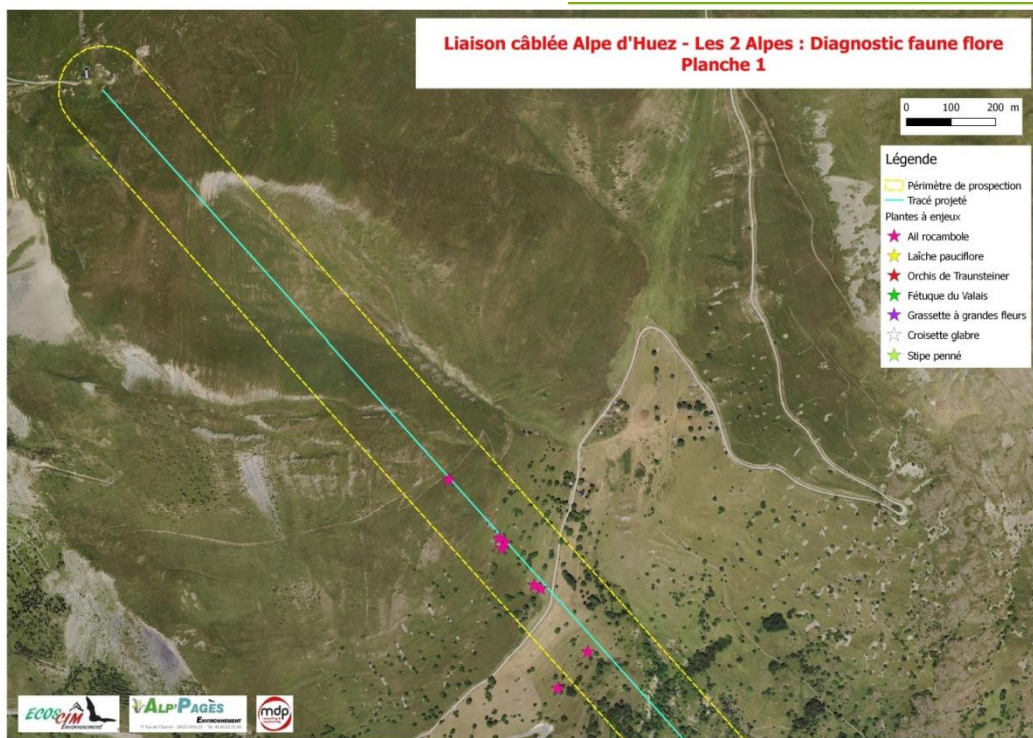 Liaison câblée Alpe d'Huez - Les 2 Alpes : Diagnostic faune flore
Planche 1
0 100 200 m
Légende
Périmètre de prospection
Tracé projeté
Plantes à enjeux
Ail rocambole
Laîche pauciflore
Orchis de Traunsteiner
Fétuque du Valais
Grassette à grandes fleurs
Croisette glabre
Stipe penné
ECOSCIM
Environnement
ALP'PAGÈS
ENVIRONNEMENT
mdp